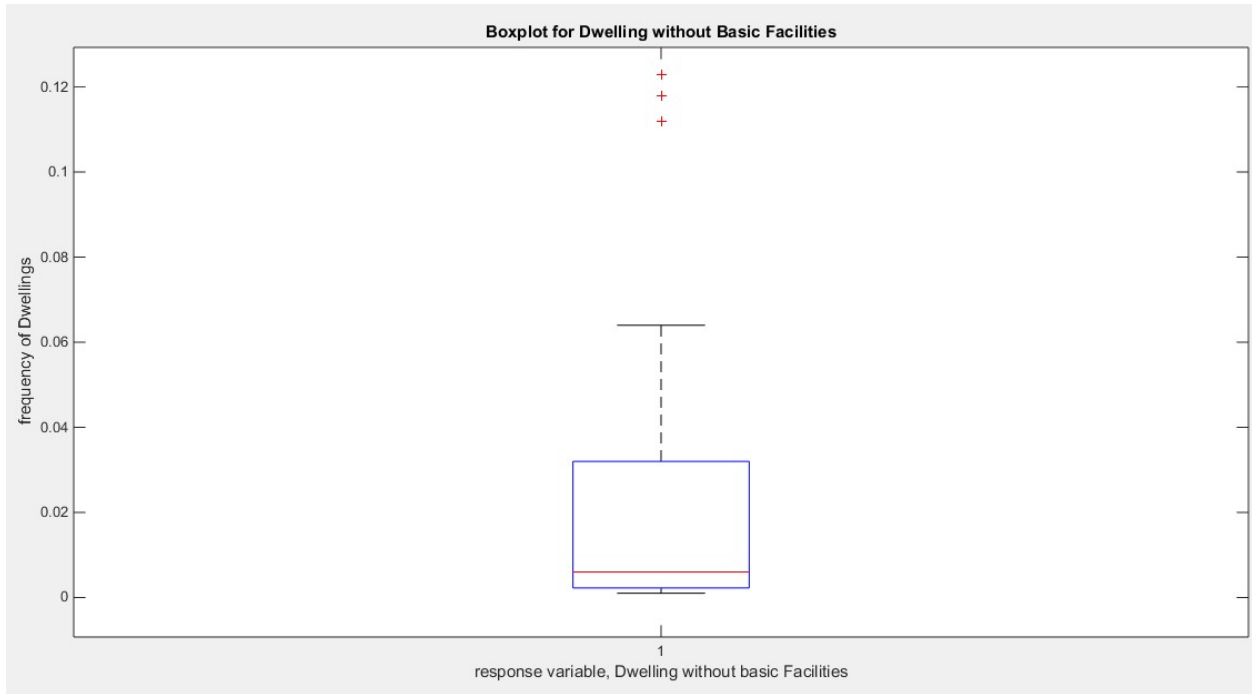 Boxplot for Dwelling without Basic Facilities
0.12
0.1
0.08
0.06
0.04
0.02
0
frequency of Dwellings
1
response variable, Dwelling without basic Facilities